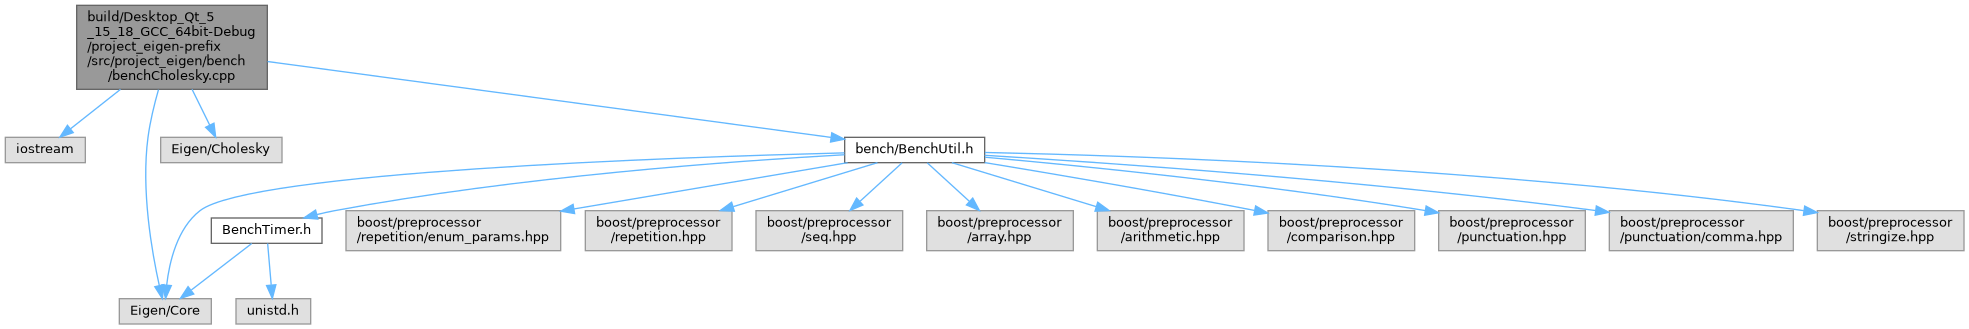 build/Desktop_Qt_5
_15_18_GCC_64bit-Debug
/project_eigen-prefix
/src/project_eigen/bench
/benchCholesky.cpp
iostream
Eigen/Cholesky
bench/BenchUtil.h
BenchTimer.h
boost/preprocessor
/repetition/enum_params.hpp
boost/preprocessor
/repetition.hpp
boost/preprocessor
/seq.hpp
boost/preprocessor
/array.hpp
boost/preprocessor
/arithmetic.hpp
boost/preprocessor
/comparison.hpp
boost/preprocessor
/punctuation.hpp
boost/preprocessor
/punctuation/comma.hpp
boost/preprocessor
/stringize.hpp
Eigen/Core
unistd.h